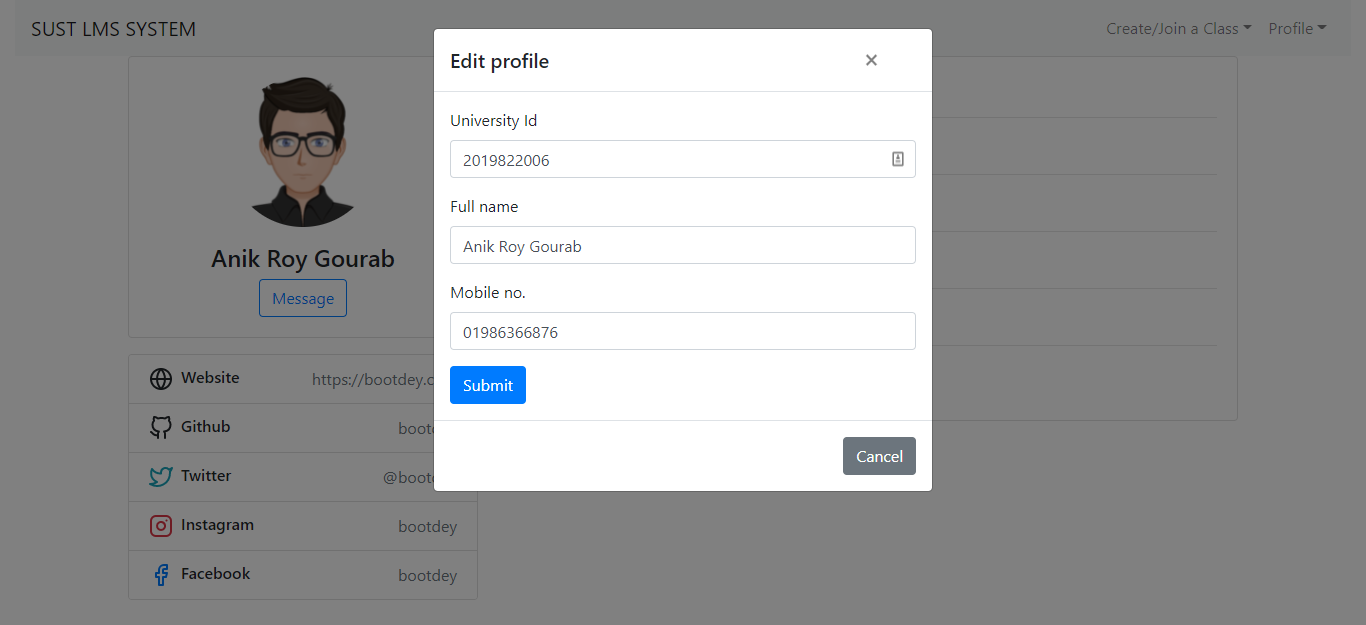 SUST LMS SYSTEM
Create/Join a Class
Profile
Anik Roy Gourab
Message
Website https://bootdey.c
Github boot
Twitter @boot
Instagram bootdey
Facebook bootdey
Edit profile
×
University Id
2019822006
Full name
Anik Roy Gourab
Mobile no.
01986366876
Submit
Cancel